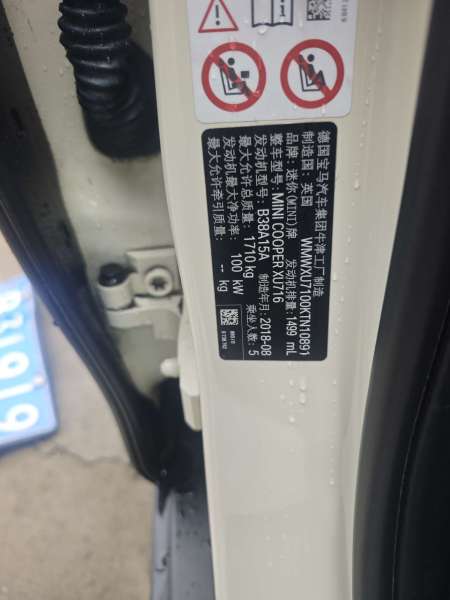 德国宝马汽车集团牛津工厂制造
制造国：英国 WMWXU7100KTN10891
品牌：迷你(MINI)牌 发动机排量：1499 mL
整车型号：MINI COOPER XU716
发动机型号：B38A15A 制造年月：2018-08
最大允许总质量：1710 kg 乘坐人数：5
发动机最大净功率：100 kW
最大允许牵引质量：-- kg